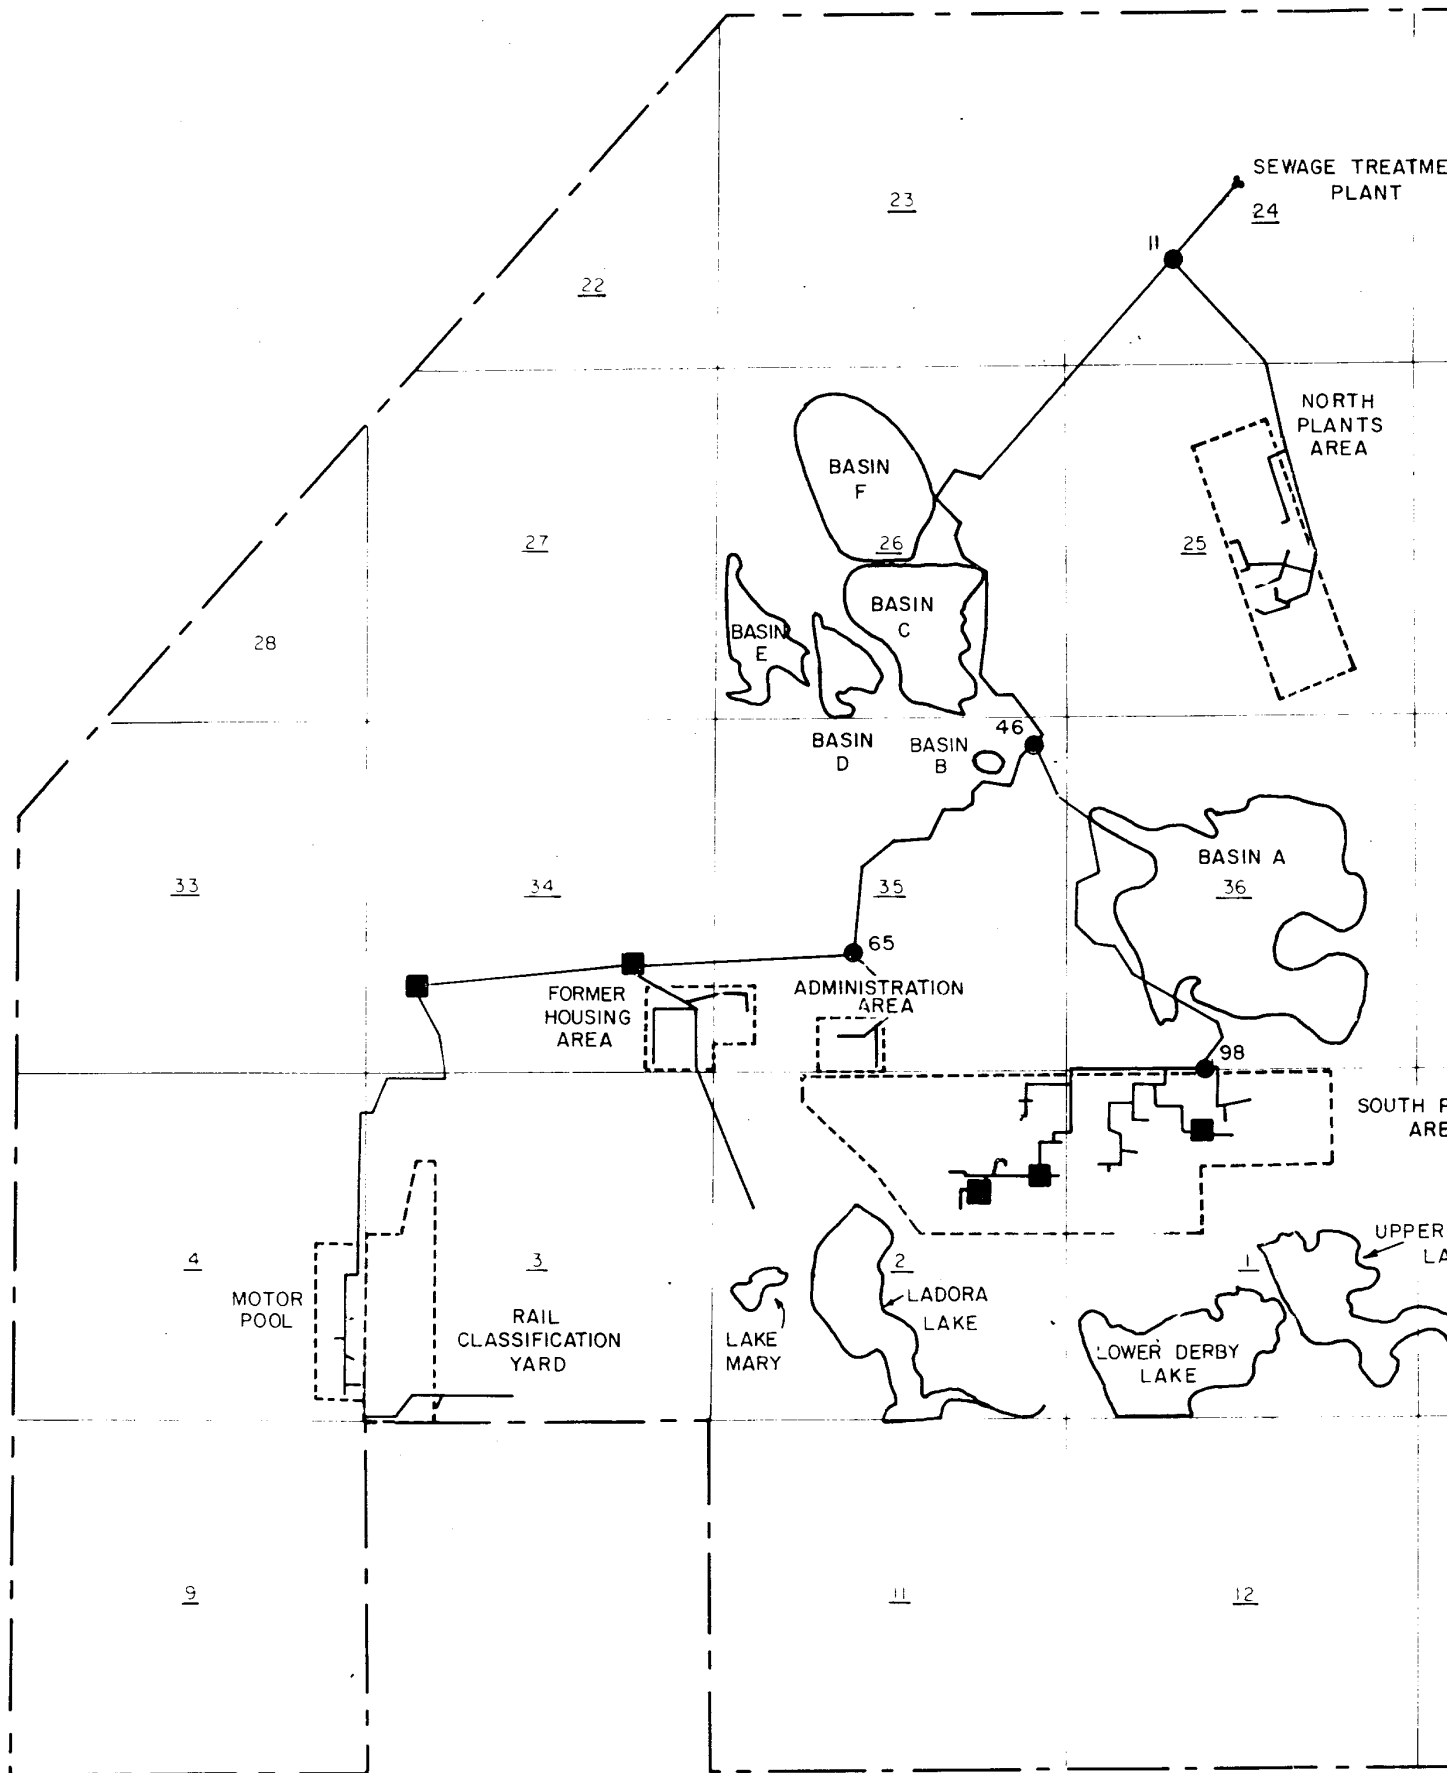 SEWAGE TREATME
PLANT
23
24
11
22
NORTH
PLANTS
AREA
BASIN
F
27
26
25
BASIN
C
BASIN
E
28
46
BASIN
D
BASIN
B
BASIN A
33
34
35
36
65
FORMER
HOUSING
AREA
ADMINISTRATION
AREA
98
SOUTH P
ARE
4
3
2
1
UPPER
LA
MOTOR
POOL
RAIL
CLASSIFICATION
YARD
LAKE
MARY
LADORA
LAKE
LOWER DERBY
LAKE
9
11
12